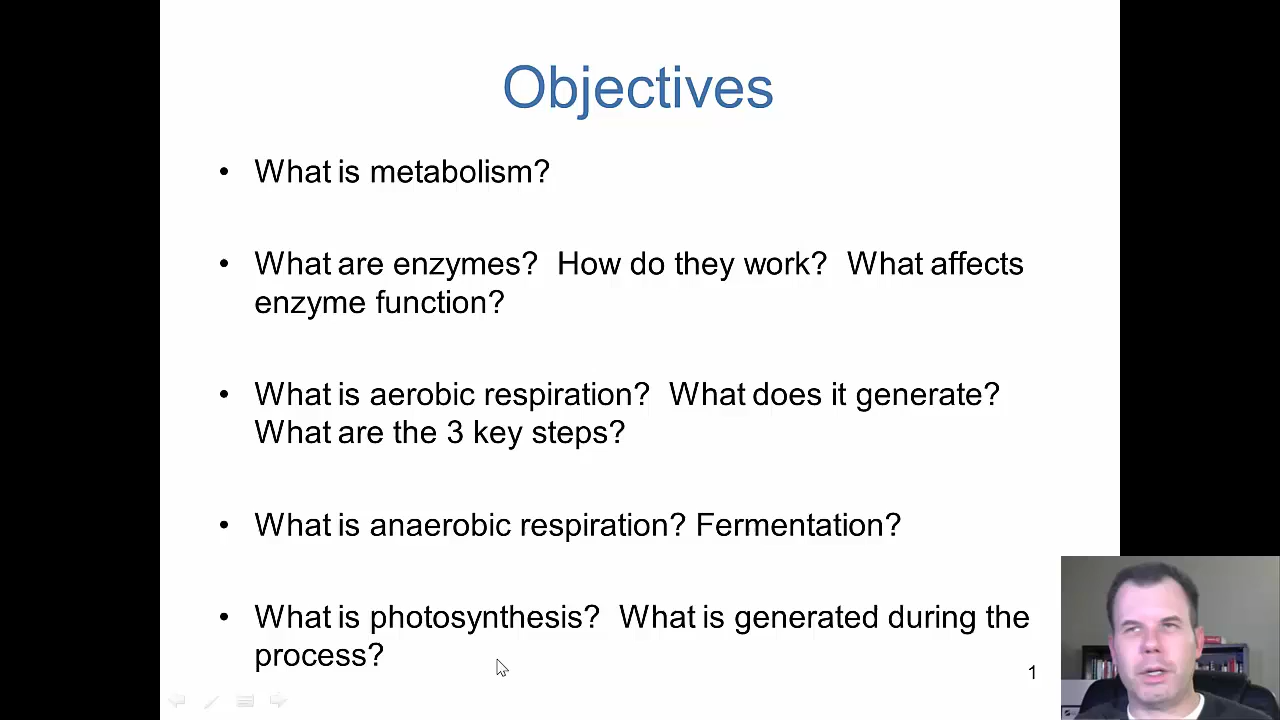 Objectives
• What is metabolism?
• What are enzymes? How do they work? What affects
enzyme function?
• What is aerobic respiration? What does it generate?
What are the 3 key steps?
• What is anaerobic respiration? Fermentation?
• What is photosynthesis? What is generated during the
process?
1